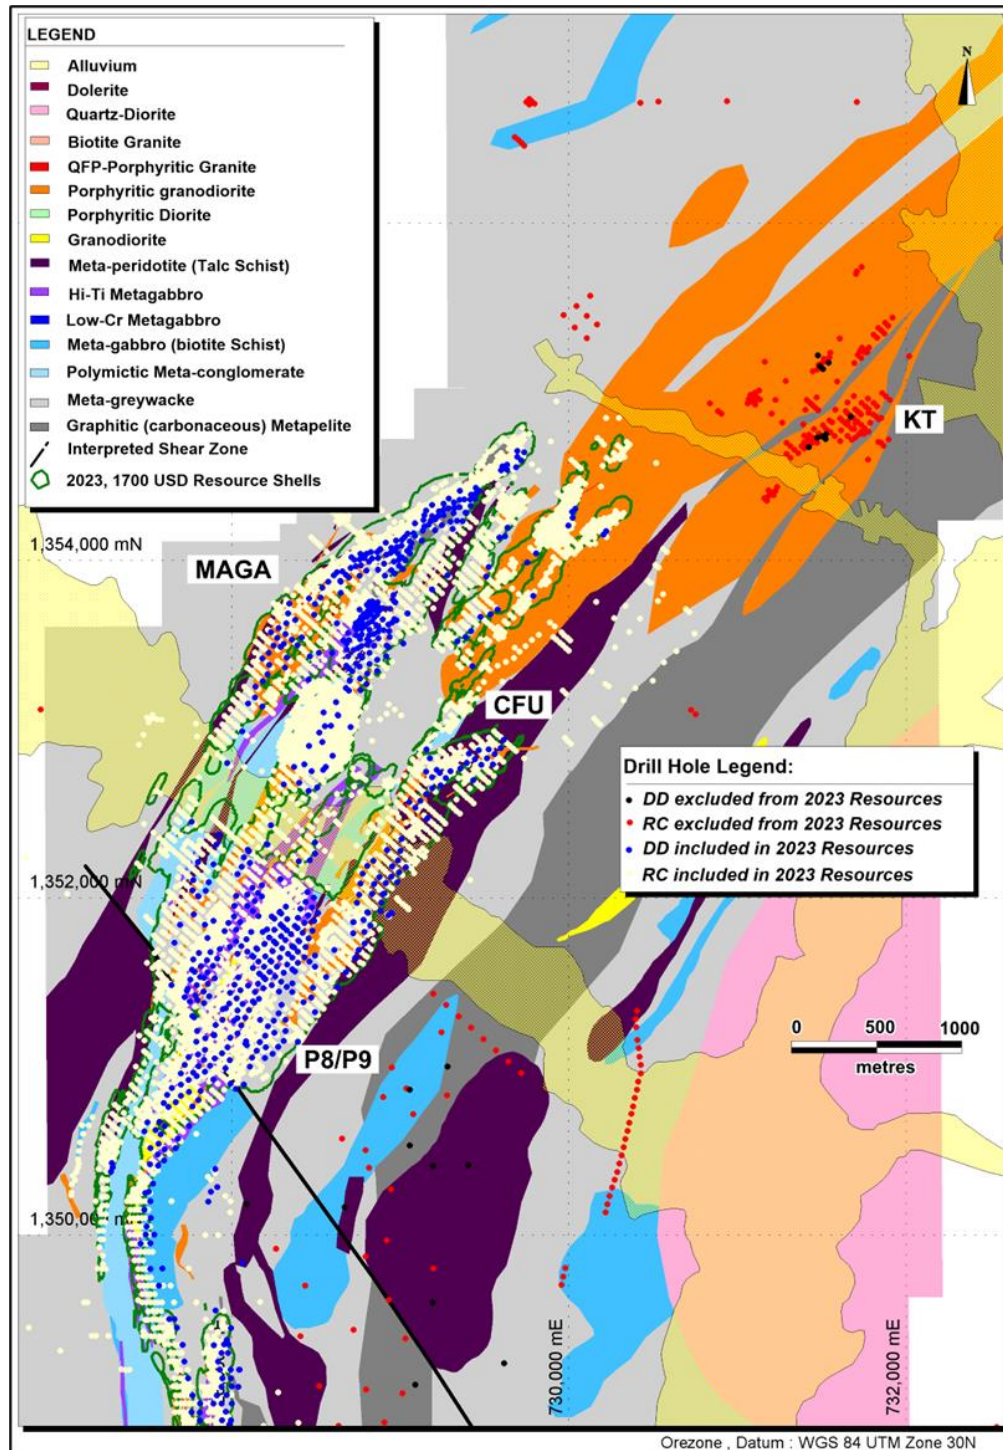 LEGEND
Alluvium
Dolerite
Quartz-Diorite
Biotite Granite
QFP-Porphyritic Granite
Porphyritic granodiorite
Porphyritic Diorite
Granodiorite
Meta-peridotite (Talc Schist)
Hi-Ti Metagabbro
Low-Cr Metagabbro
Meta-gabbro (biotite Schist)
Polymictic Meta-conglomerate
Meta-greywacke
Graphitic (carbonaceous) Metapelite
Interpreted Shear Zone
2023, 1700 USD Resource Shells
N
KT
1,354,000 mN
MAGA
CFU
Drill Hole Legend:
DD excluded from 2023 Resources
RC excluded from 2023 Resources
DD included in 2023 Resources
RC included in 2023 Resources
1,352,000 mN
0 500 1000
metres
P8/P9
1,350,00 mN
730,000 mE
732,000 mE
Orezone , Datum : WGS 84 UTM Zone 30N